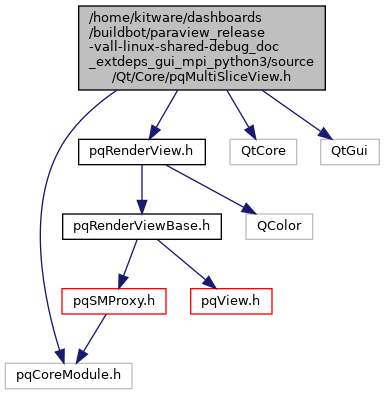 /home/kitware/dashboards
/buildbot/paraview_release
-vall-linux-shared-debug_doc
_extdeps_gui_mpi_python3/source
/Qt/Core/pqMultiSliceView.h
pqRenderView.h
QtCore
QtGui
pqRenderViewBase.h
QColor
pqSMProxy.h
pqView.h
pqCoreModule.h